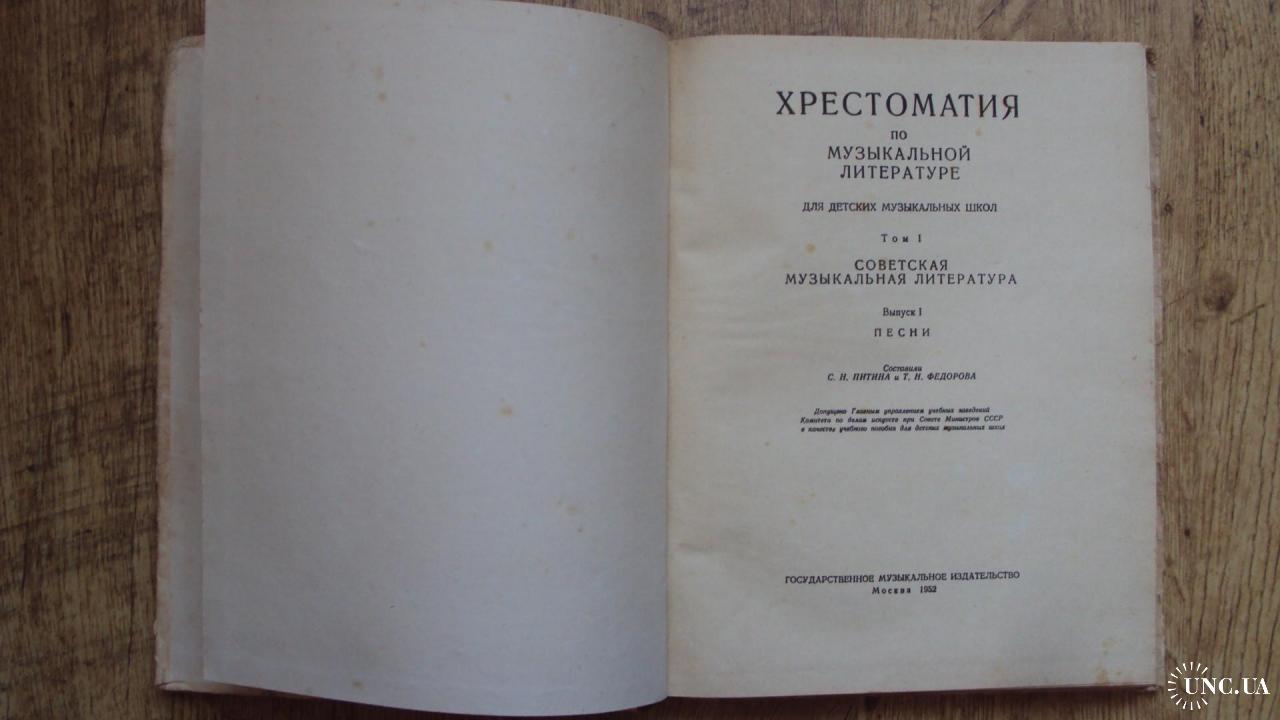 ХРЕСТОМАТИЯ
ПО
МУЗЫКАЛЬНОЙ
ЛИТЕРАТУРЕ
ДЛЯ ДЕТСКИХ МУЗЫКАЛЬНЫХ ШКОЛ
Том I
СОВЕТСКАЯ
МУЗЫКАЛЬНАЯ ЛИТЕРАТУРА
Выпуск I
ПЕСНИ
Составили
С. Н. ПИТИНА и Т. Н. ФЕДОРОВА
Допущено Главным управлением учебных заведений
Комитета по делам искусств при Совете Министров СССР
в качестве учебного пособия для детских музыкальных школ
ГОСУДАРСТВЕННОЕ МУЗЫКАЛЬНОЕ ИЗДАТЕЛЬСТВО
Москва 1952
UNC.UA